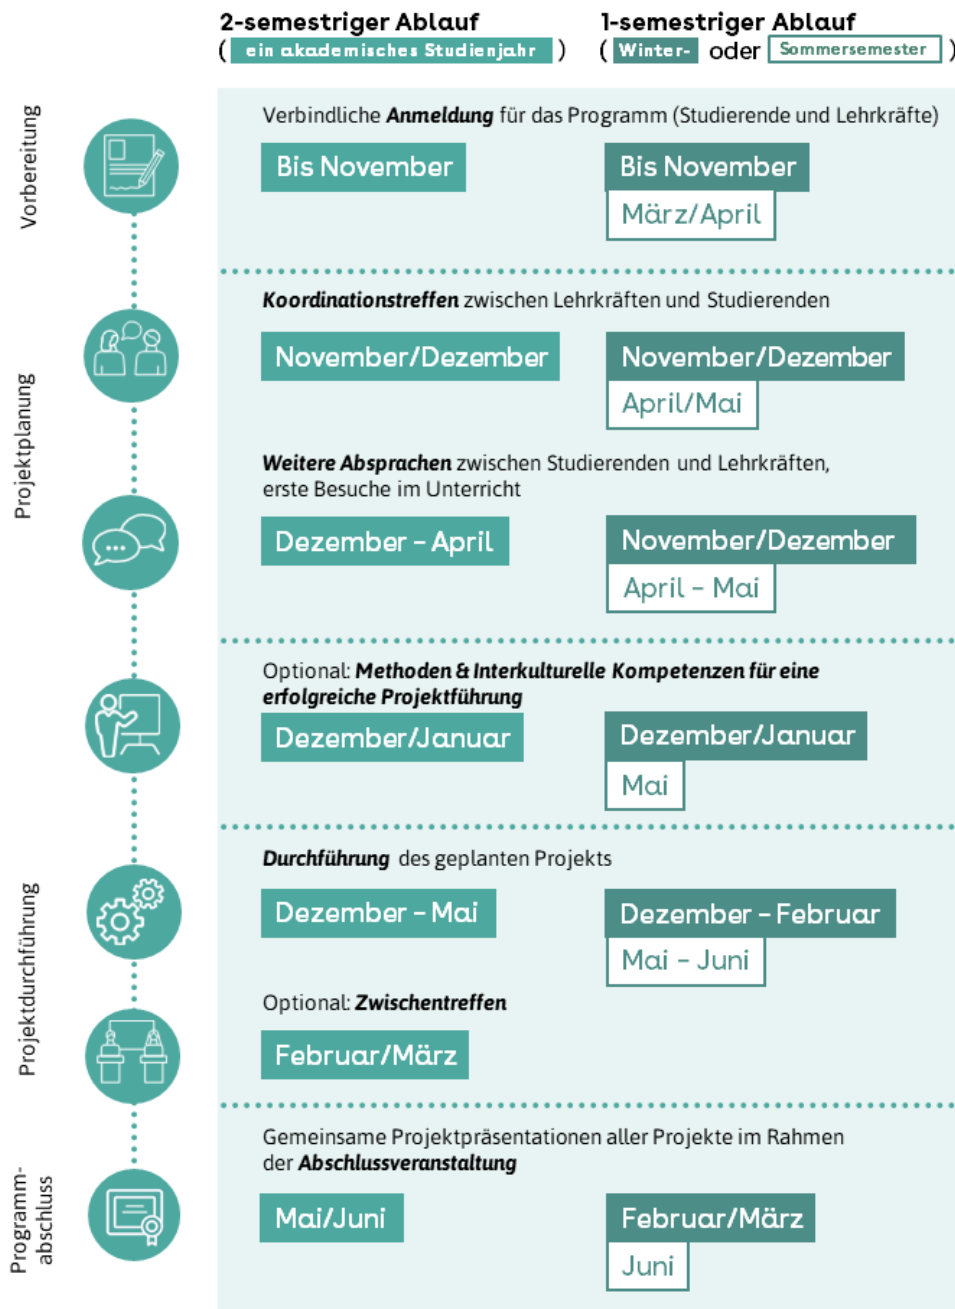 2-semestriger Ablauf
( ein akademisches Studienjahr )
1-semestriger Ablauf
( Winter- oder Sommersemester )
Vorbereitung
Verbindliche Anmeldung für das Programm (Studierende und Lehrkräfte)
Bis November
Bis November
März/April
Projektplanung
Koordinationstreffen zwischen Lehrkräften und Studierenden
November/Dezember
November/Dezember
April/Mai
Weitere Absprachen zwischen Studierenden und Lehrkräften,
erste Besuche im Unterricht
Dezember – April
November/Dezember
April – Mai
Optional: Methoden & Interkulturelle Kompetenzen für eine
erfolgreiche Projektführung
Dezember/Januar
Dezember/Januar
Mai
Projektdurchführung
Durchführung des geplanten Projekts
Dezember – Mai
Dezember – Februar
Mai – Juni
Optional: Zwischentreffen
Februar/März
Programm-
abschluss
Gemeinsame Projektpräsentationen aller Projekte im Rahmen
der Abschlussveranstaltung
Mai/Juni
Februar/März
Juni